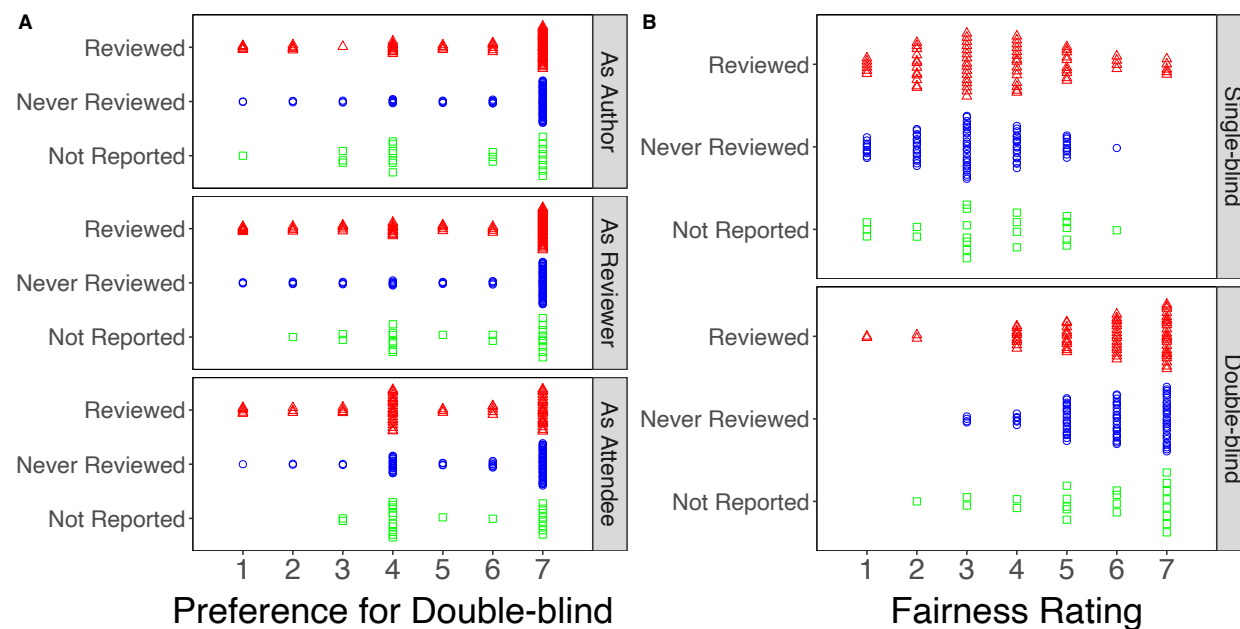 A
Reviewed
Never Reviewed
Not Reported
As Author
Reviewed
Never Reviewed
Not Reported
As Reviewer
Reviewed
Never Reviewed
Not Reported
As Attendee
1 2 3 4 5 6 7
Preference for Double-blind
B
Reviewed
Never Reviewed
Not Reported
Single-blind
Reviewed
Never Reviewed
Not Reported
Double-blind
1 2 3 4 5 6 7
Fairness Rating